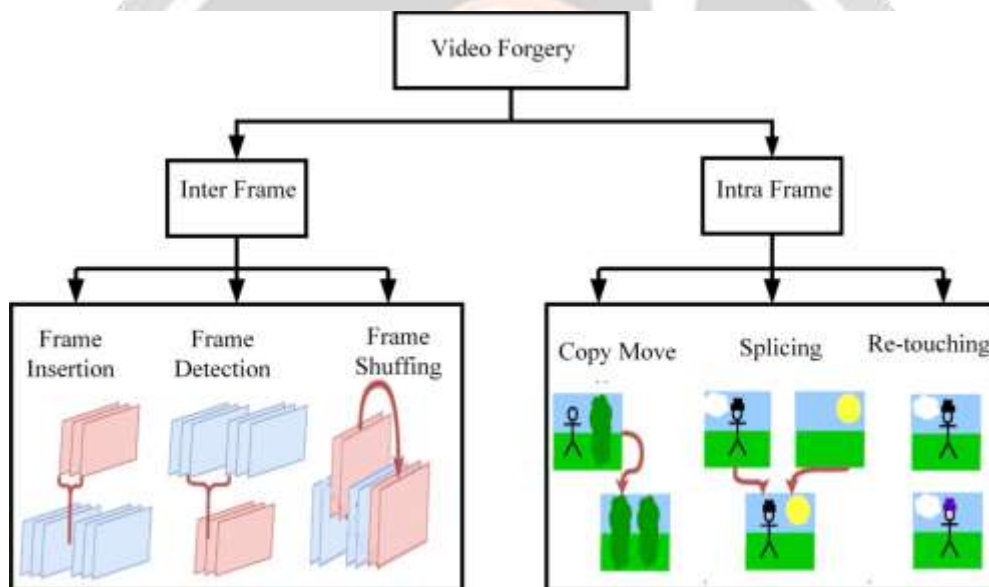 Video Forgery
Inter Frame
Intra Frame
Frame
Insertion
Frame
Detection
Frame
Shuffing
Copy Move
Splicing
Re-touching